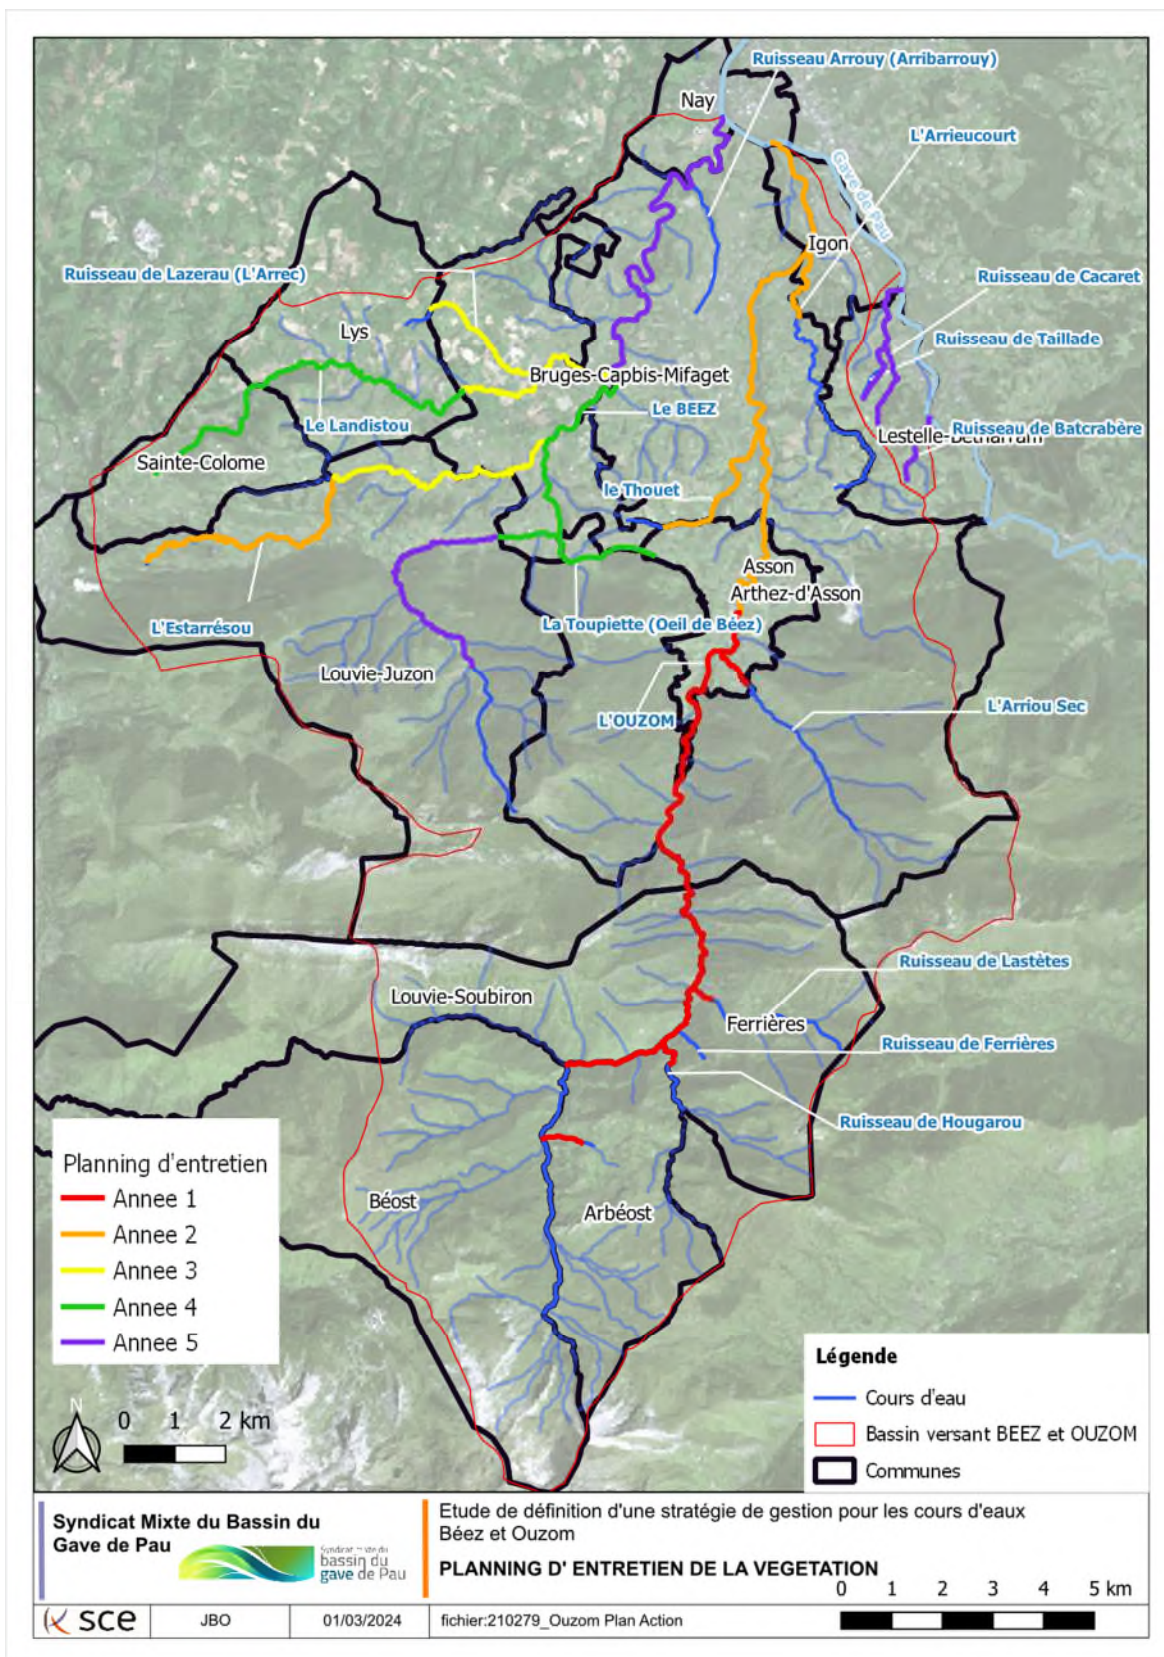 Ruisseau Arrouy (Arribarrouy)
Nay
L'Arrieucourt
Gave de Pau
Igon
Ruisseau de Lazerau (L'Arrec)
Ruisseau de Cacaret
Lys
Ruisseau de Taillade
Bruges-Capbis-Mifaget
Le BEEZ
Le Landistou
Ruisseau de Batcrabère
Lestelle-Bétharram
Sainte-Colome
le Thouet
Asson
Arthez-d'Asson
L'Estarrésou
La Toupiette (Oeil de Béez)
Louvie-Juzon
L'OUZOM
L'Arriou Sec
Ruisseau de Lastètes
Louvie-Soubiron
Ferrières
Ruisseau de Ferrières
Ruisseau de Hougarou
Béost
Arbéost
Planning d'entretien
Annee 1
Annee 2
Annee 3
Annee 4
Annee 5
N
0 1 2 km
Légende
Cours d'eau
Bassin versant BEEZ et OUZOM
Communes
Syndicat Mixte du Bassin du
Gave de Pau
Syndicat mixte du
bassin du
gave de Pau
Etude de définition d'une stratégie de gestion pour les cours d'eaux
Béez et Ouzom
PLANNING D' ENTRETIEN DE LA VEGETATION
0 1 2 3 4 5 km
sce
JBO
01/03/2024
fichier:210279_Ouzom Plan Action